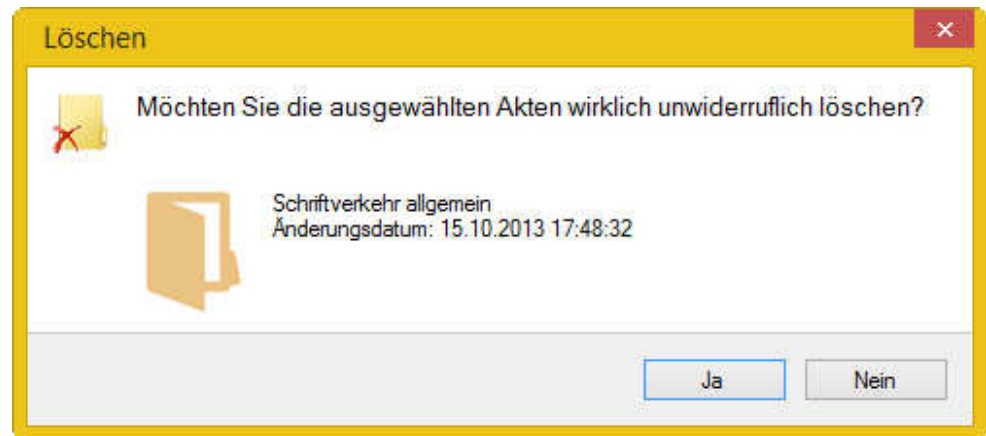 Löschen
Möchten Sie die ausgewählten Akten wirklich unwiderruflich löschen?
Schriftverkehr allgemein
Änderungsdatum: 15.10.2013 17:48:32
Ja
Nein